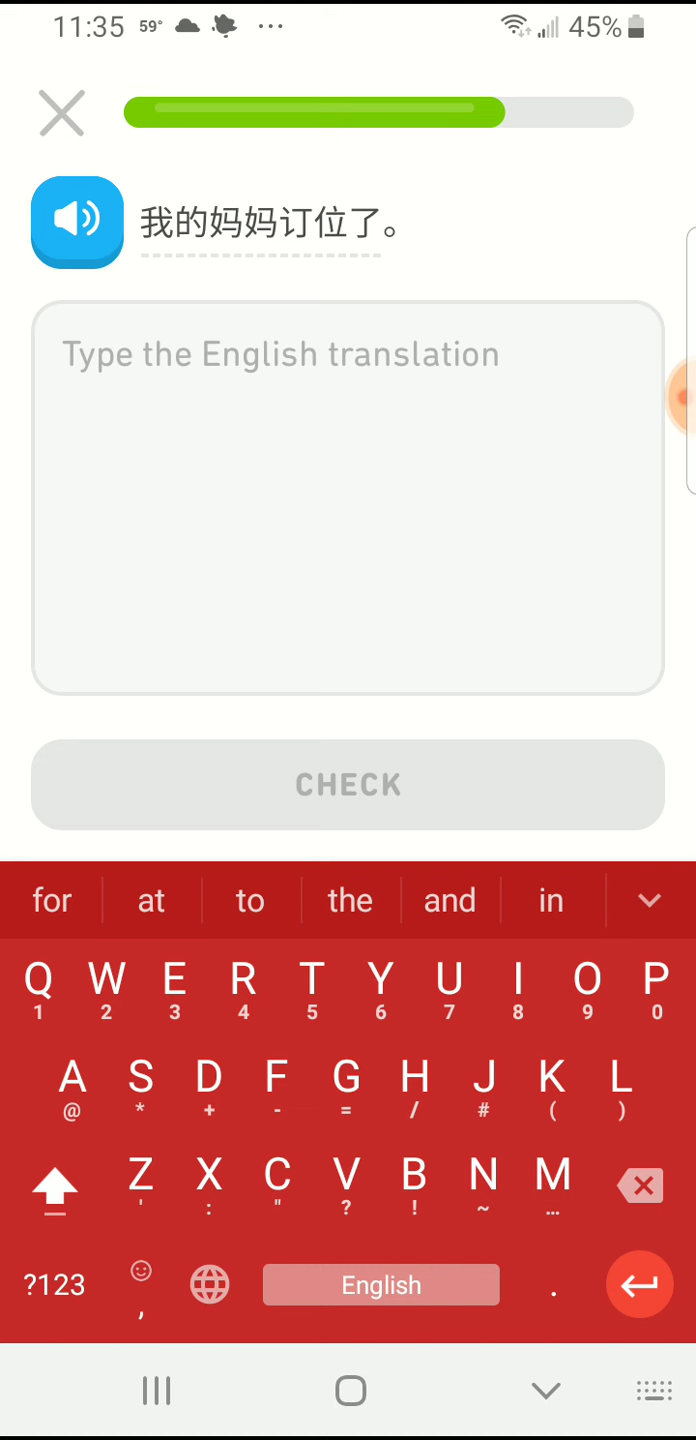 11:35 59° ... 45%
我的妈妈订位了。
Type the English translation
CHECK
for at to the and in
Q W E R T Y U I O P
1 2 3 4 5 6 7 8 9 0
A S D F G H J K L
@ * + - = / # ( )
Z X C V B N M
' : " ? ! ~ ...
?123 , English .